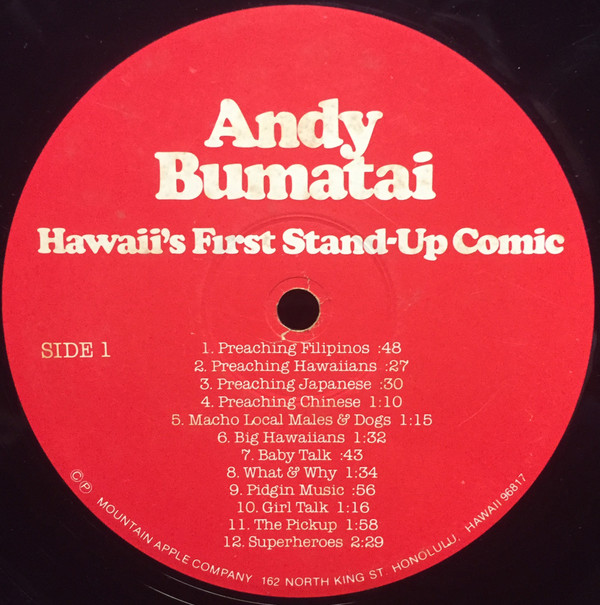 Andy
Bumatai
Hawaii's First Stand-Up Comic
SIDE 1
1. Preaching Filipinos :48
2. Preaching Hawaiians :27
3. Preaching Japanese :30
4. Preaching Chinese 1:10
5. Macho Local Males & Dogs 1:15
6. Big Hawaiians 1:32
7. Baby Talk :43
8. What & Why 1:34
9. Pidgin Music :56
10. Girl Talk 1:16
11. The Pickup 1:58
12. Superheroes 2:29
©℗ MOUNTAIN APPLE COMPANY 162 NORTH KING ST. HONOLULU, HAWAII 96817